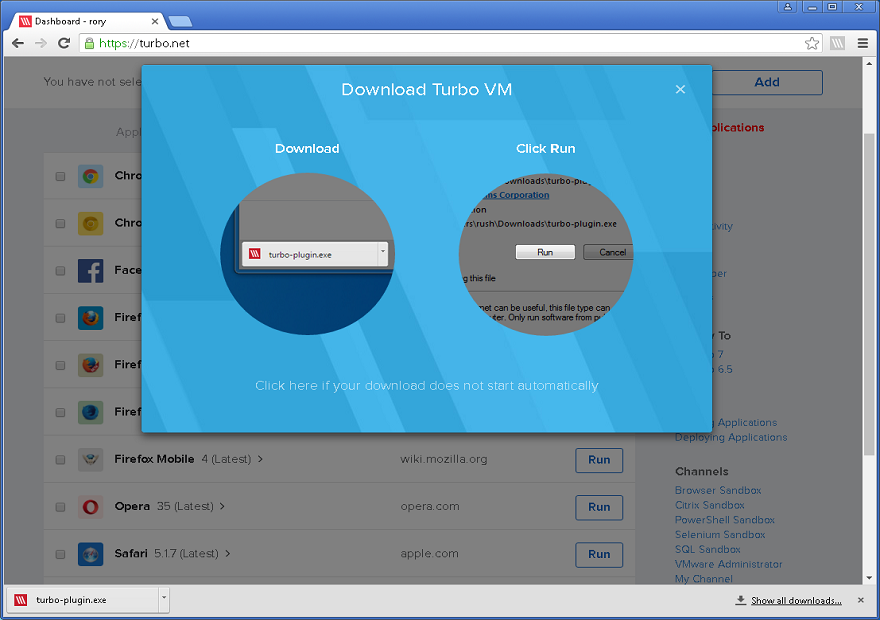 Dashboard - rory
https://turbo.net
You have not sele
Add
Download Turbo VM
Download
Click Run
turbo-plugin.exe
wnloads\turbo-plug
ns Corporation
ion
rs\rush\Downloads\turbo-plugin.exe
Run
Cancel
g this file
net can be useful, this file type can
uter. Only run software from pu
Click here if your download does not start automatically
Appl
Chro
Chro
Face
Firef
Firef
Firef
Firefox Mobile 4 (Latest) >
wiki.mozilla.org
Run
Opera 35 (Latest) >
opera.com
Run
Safari 5.1.7 (Latest) >
apple.com
Run
plications
tivity
per
y To
7
6.5
g Applications
Deploying Applications
Channels
Browser Sandbox
Citrix Sandbox
PowerShell Sandbox
Selenium Sandbox
SQL Sandbox
VMware Administrator
My Channel
turbo-plugin.exe
Show all downloads...